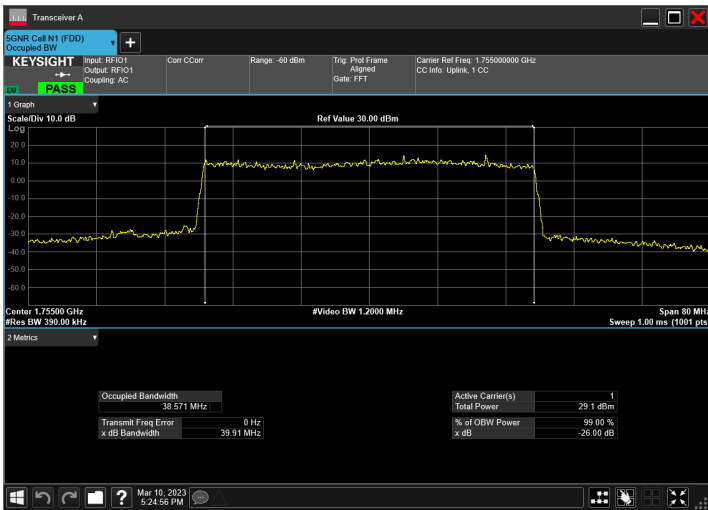 Transceiver A
5GNR Cell N1 (FDD)
Occupied BW
KEYSIGHT
PASS
Input: RFIO1
Output: RFIO1
Coupling: AC
Corr CCorr
Range: -60 dBm
Trig: Prot Frame
Aligned
Gate: FFT
Carrier Ref Freq: 1.755000000 GHz
CC Info: Uplink, 1 CC
1 Graph
Scale/Div 10.0 dB
Ref Value 30.00 dBm
Log
20.0
10.0
0.00
-10.0
-20.0
-30.0
-40.0
-50.0
-60.0
Center 1.75500 GHz
#Video BW 1.2000 MHz
Span 80 MHz
#Res BW 390.00 kHz
Sweep 1.00 ms (1001 pts
2 Metrics
Occupied Bandwidth
38.571 MHz
Transmit Freq Error 0 Hz
x dB Bandwidth 39.91 MHz
Active Carrier(s) 1
Total Power 29.1 dBm
% of OBW Power 99.00 %
x dB -26.00 dB
Mar 10, 2023
5:24:56 PM